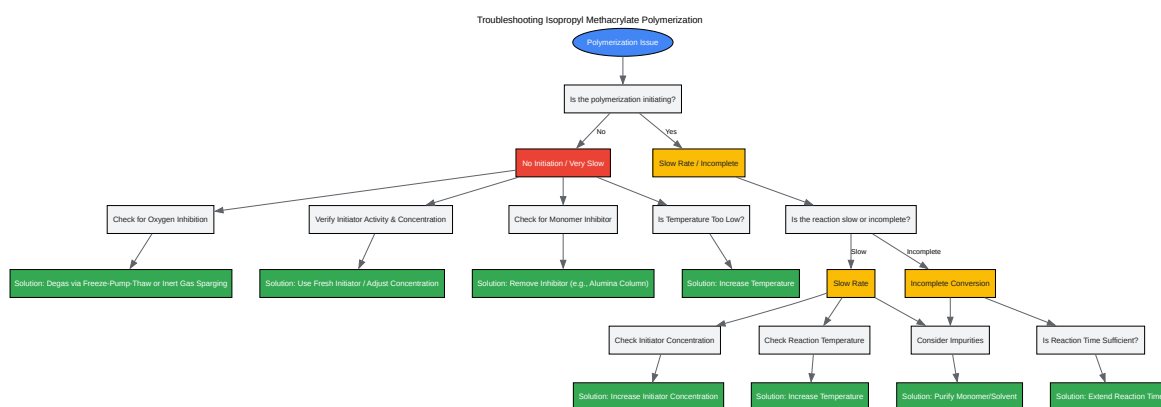 Troubleshooting Isopropyl Methacrylate Polymerization
Polymerization Issue
Is the polymerization initiating?
No
Yes
No Initiation / Very Slow
Slow Rate / Incomplete
Check for Oxygen Inhibition
Verify Initiator Activity & Concentration
Check for Monomer Inhibitor
Is Temperature Too Low?
Is the reaction slow or incomplete?
Slow
Incomplete
Solution: Degas via Freeze-Pump-Thaw or Inert Gas Sparging
Solution: Use Fresh Initiator / Adjust Concentration
Solution: Remove Inhibitor (e.g., Alumina Column)
Solution: Increase Temperature
Slow Rate
Incomplete Conversion
Check Initiator Concentration
Check Reaction Temperature
Consider Impurities
Is Reaction Time Sufficient?
Solution: Increase Initiator Concentration
Solution: Increase Temperature
Solution: Purify Monomer/Solvent
Solution: Extend Reaction Time